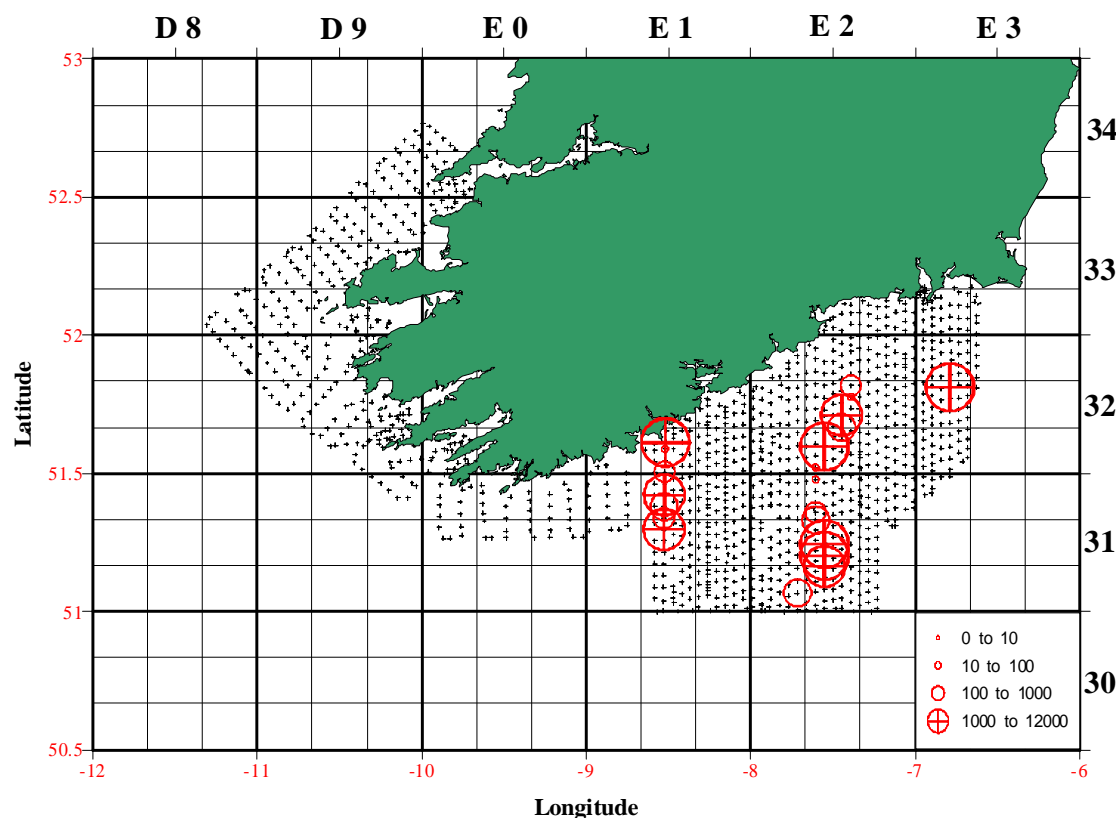 D 8 D 9 E 0 E 1 E 2 E 3
53
34
52.5
33
52
Latitude
32
51.5
31
51
0 to 10
10 to 100
30
100 to 1000
1000 to 12000
50.5
-12 -11 -10 -9 -8 -7 -6
Longitude